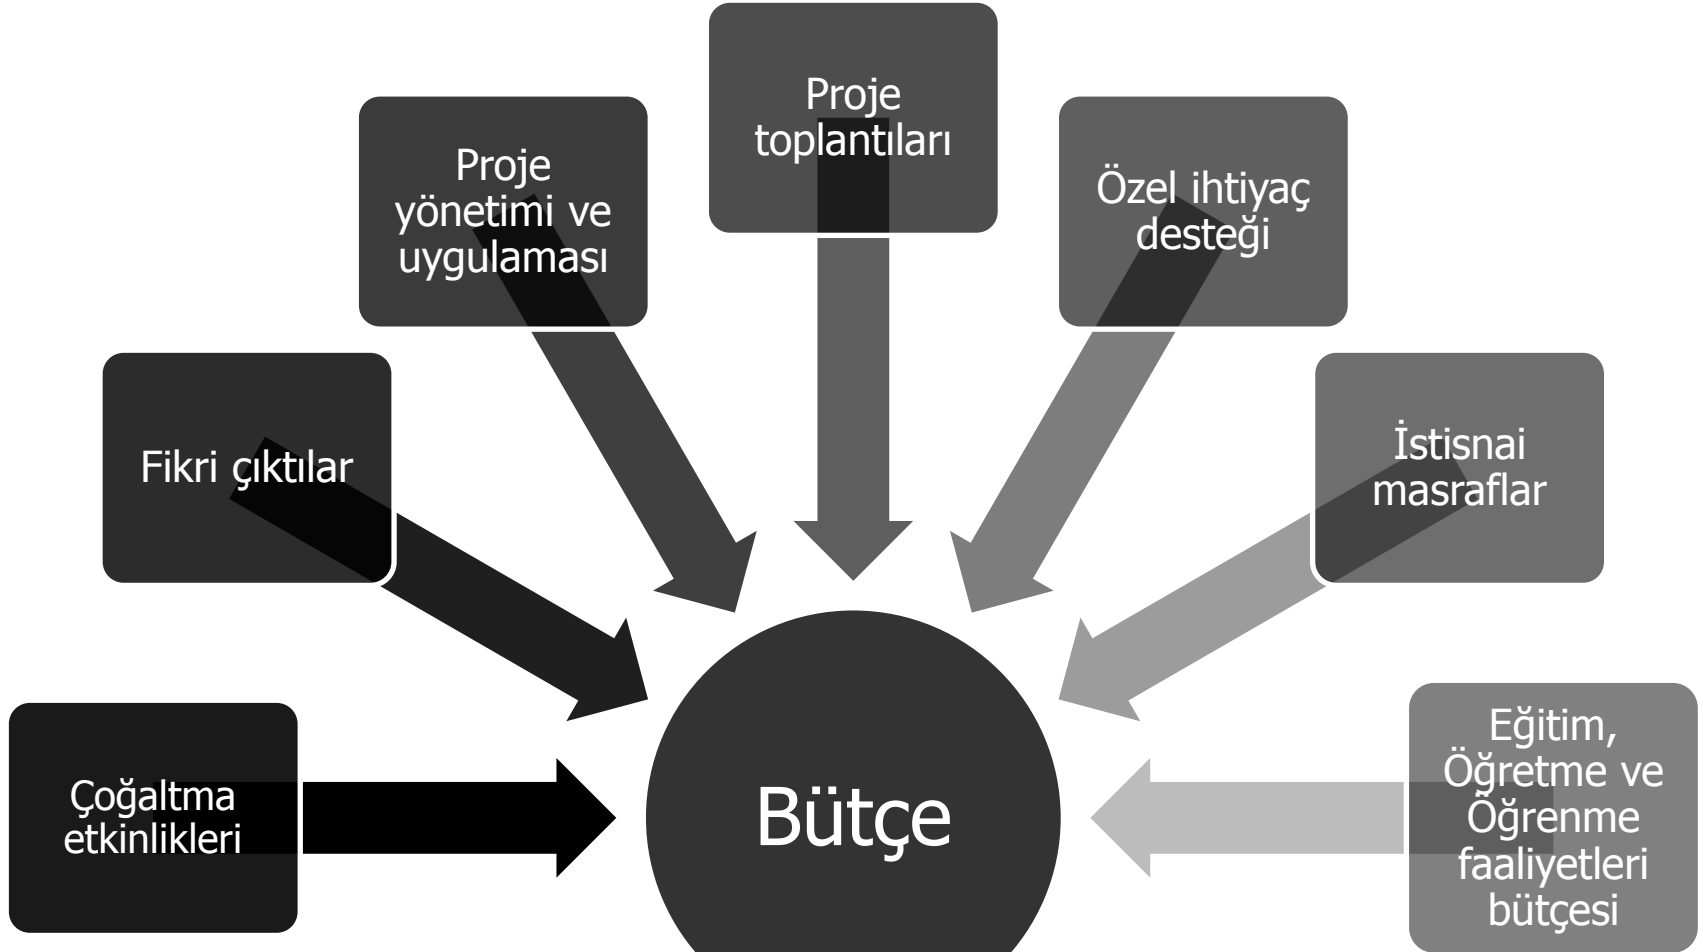 Proje
toplantıları
Proje
yönetimi ve
uygulaması
Özel ihtiyaç
desteği
Fikri çıktılar
İstisnai
masraflar
Çoğaltma
etkinlikleri
Bütçe
Eğitim,
Öğretme ve
Öğrenme
faaliyetleri
bütçesi